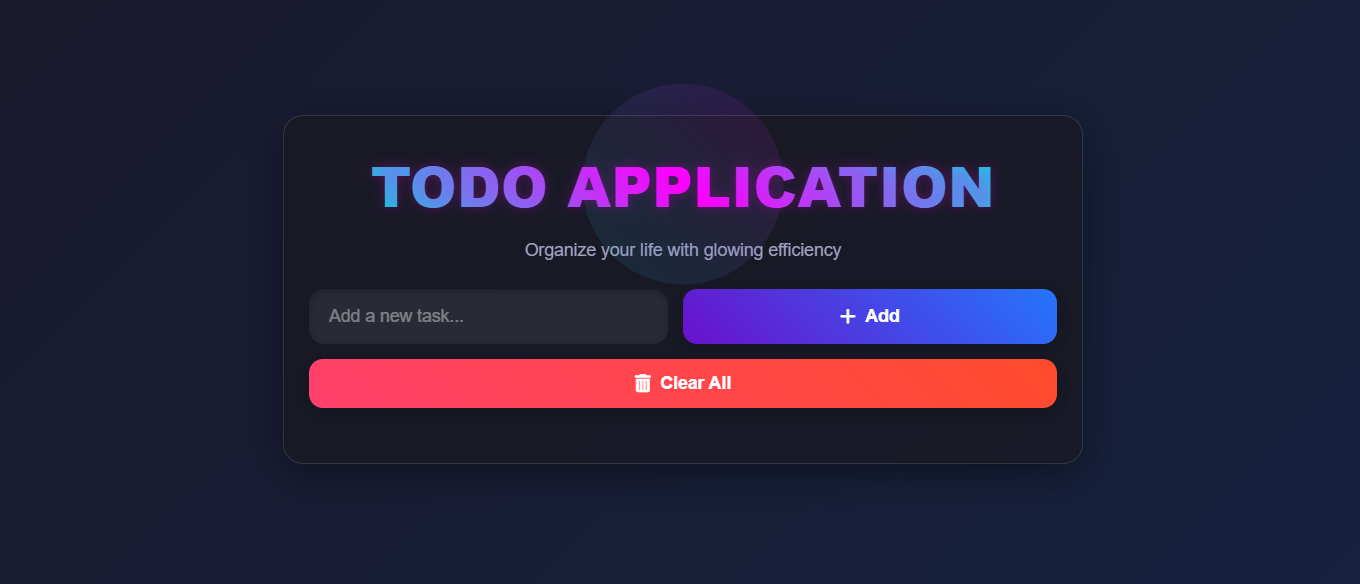 TODO APPLICATION
Organize your life with glowing efficiency
Add a new task...
Add
Clear All